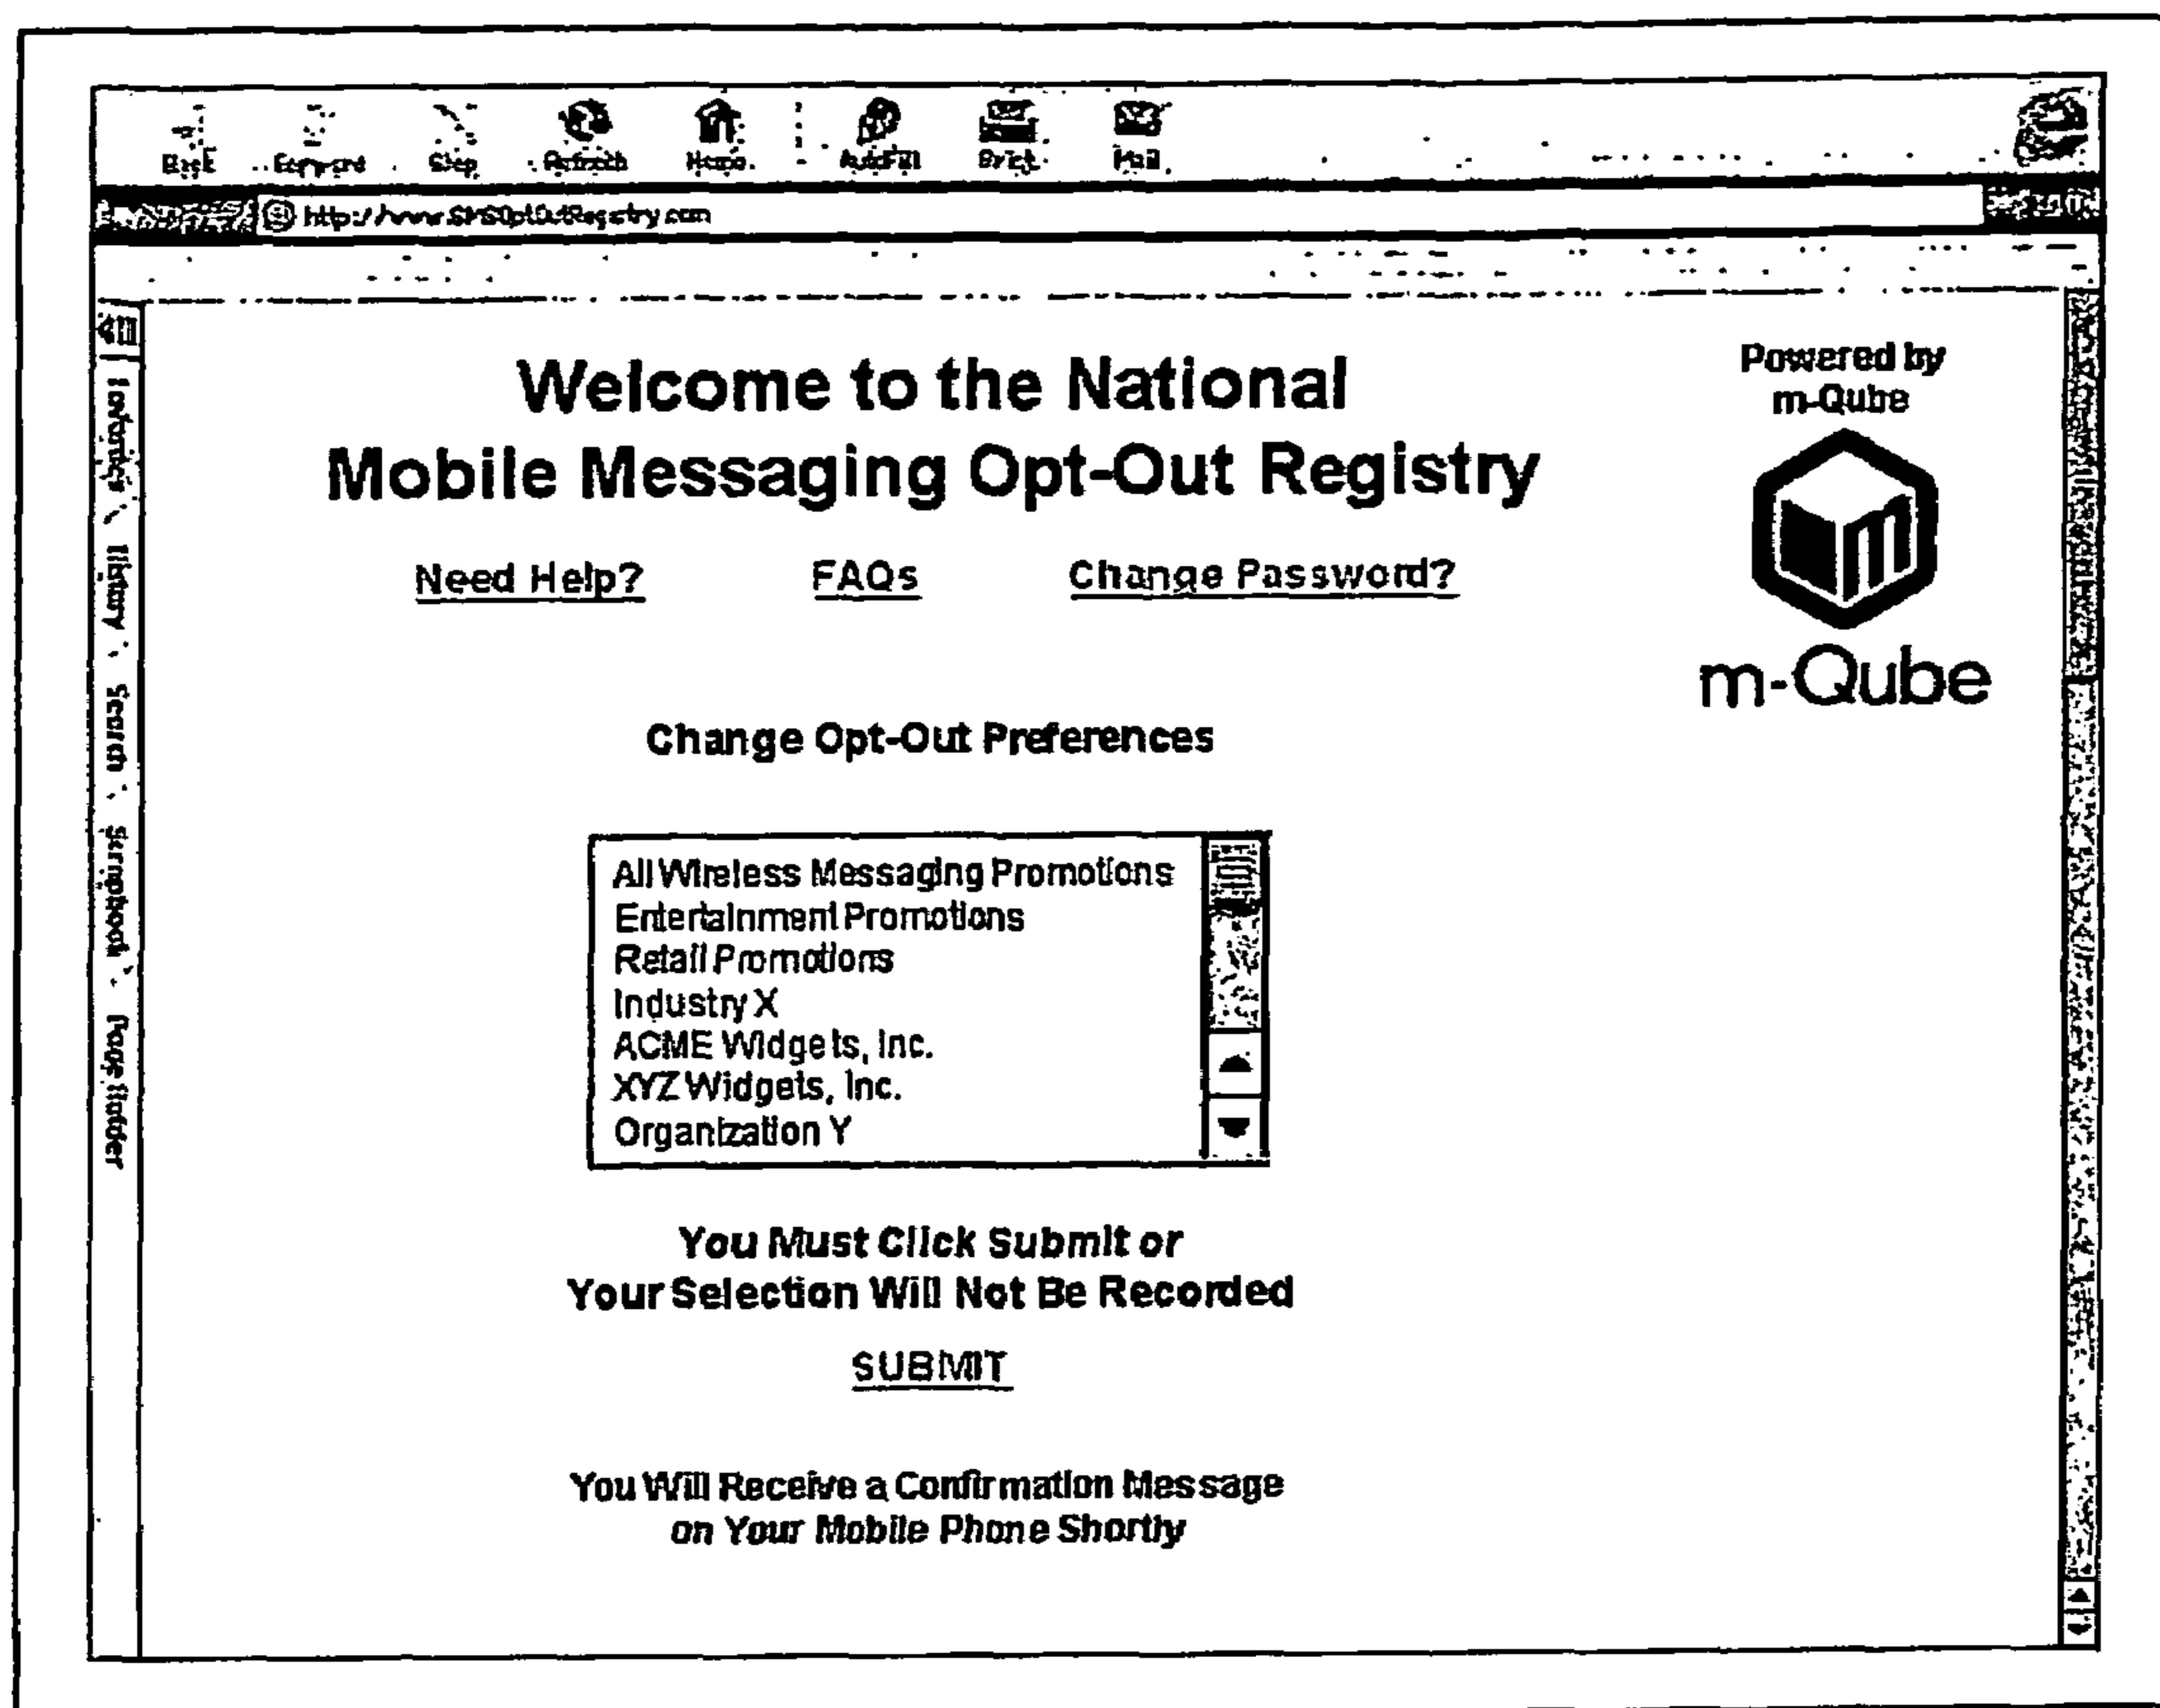 Back Forward Stop Refresh Home AutoFill Print Mail
http://www.SMSOptOutRegistry.com
Favorites
History
Search
Scrapbook
Page Holder
Welcome to the National
Mobile Messaging Opt-Out Registry
Powered by
m-Qube
m-Qube
Need Help? FAQs Change Password?
Change Opt-Out Preferences
All Wireless Messaging Promotions
Entertainment Promotions
Retail Promotions
Industry X
ACME Widgets, Inc.
XYZ Widgets, Inc.
Organization Y
You Must Click Submit or
Your Selection Will Not Be Recorded
SUBMIT
You Will Receive a Confirmation Message
on Your Mobile Phone Shortly